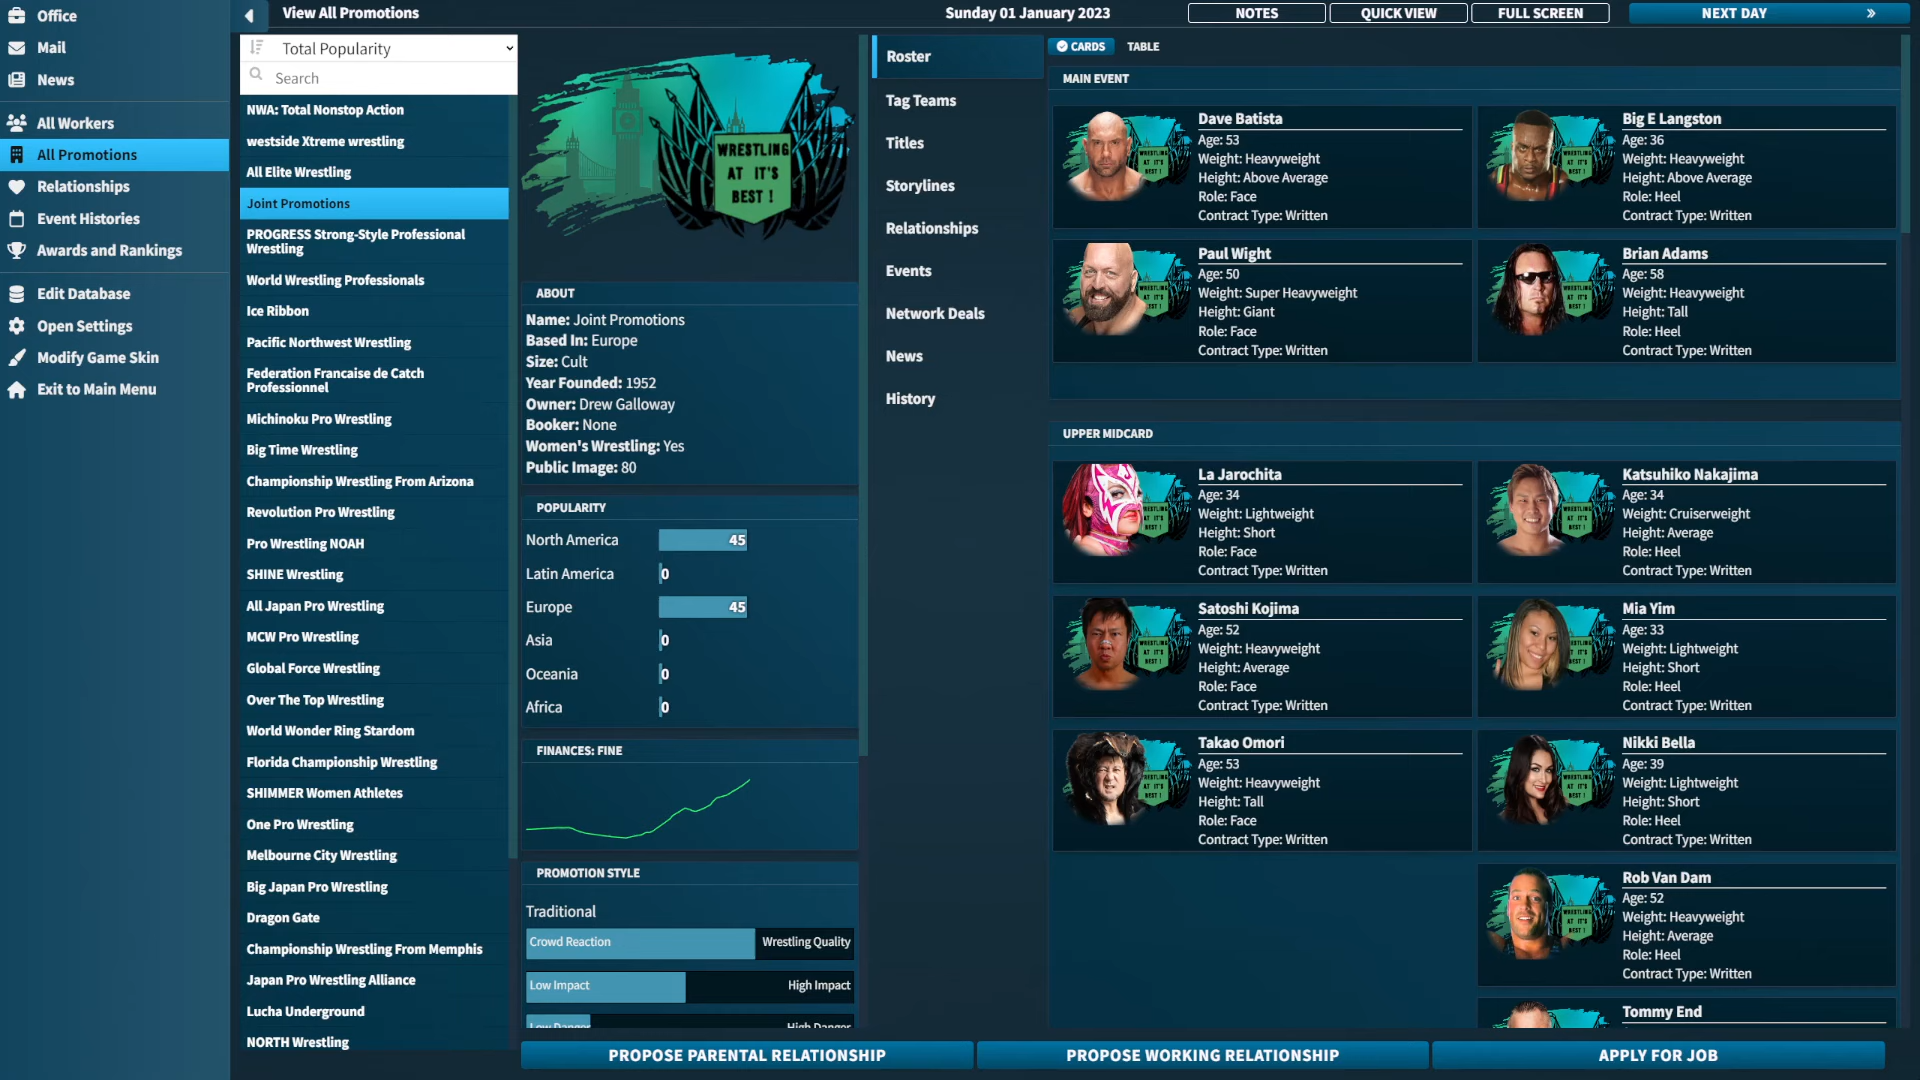 Office
Mail
News
All Workers
All Promotions
Relationships
Event Histories
Awards and Rankings
Edit Database
Open Settings
Modify Game Skin
Exit to Main Menu
View All Promotions
Sunday 01 January 2023
NOTES
QUICK VIEW
FULL SCREEN
NEXT DAY
Total Popularity
Search
NWA: Total Nonstop Action
westside Xtreme wrestling
All Elite Wrestling
Joint Promotions
PROGRESS Strong-Style Professional
Wrestling
World Wrestling Professionals
Ice Ribbon
Pacific Northwest Wrestling
Federation Francaise de Catch
Professionnel
Michinoku Pro Wrestling
Big Time Wrestling
Championship Wrestling From Arizona
Revolution Pro Wrestling
Pro Wrestling NOAH
SHINE Wrestling
All Japan Pro Wrestling
MCW Pro Wrestling
Global Force Wrestling
Over The Top Wrestling
World Wonder Ring Stardom
Florida Championship Wrestling
SHIMMER Women Athletes
One Pro Wrestling
Melbourne City Wrestling
Big Japan Pro Wrestling
Dragon Gate
Championship Wrestling From Memphis
Japan Pro Wrestling Alliance
Lucha Underground
NORTH Wrestling
WRESTLING
AT IT'S
BEST !
ABOUT
Name: Joint Promotions
Based In: Europe
Size: Cult
Year Founded: 1952
Owner: Drew Galloway
Booker: None
Women's Wrestling: Yes
Public Image: 80
POPULARITY
North America 45
Latin America 0
Europe 45
Asia 0
Oceania 0
Africa 0
FINANCES: FINE
PROMOTION STYLE
Traditional
Crowd Reaction Wrestling Quality
Low Impact High Impact
Low Danger High Danger
Roster
Tag Teams
Titles
Storylines
Relationships
Events
Network Deals
News
History
CARDS
TABLE
MAIN EVENT
Dave Batista
Age: 53
Weight: Heavyweight
Height: Above Average
Role: Face
Contract Type: Written
Big E Langston
Age: 36
Weight: Heavyweight
Height: Above Average
Role: Heel
Contract Type: Written
Paul Wight
Age: 50
Weight: Super Heavyweight
Height: Giant
Role: Face
Contract Type: Written
Brian Adams
Age: 58
Weight: Heavyweight
Height: Tall
Role: Heel
Contract Type: Written
UPPER MIDCARD
La Jarochita
Age: 34
Weight: Lightweight
Height: Short
Role: Face
Contract Type: Written
Katsuhiko Nakajima
Age: 34
Weight: Cruiserweight
Height: Average
Role: Heel
Contract Type: Written
Satoshi Kojima
Age: 52
Weight: Heavyweight
Height: Average
Role: Face
Contract Type: Written
Mia Yim
Age: 33
Weight: Lightweight
Height: Short
Role: Heel
Contract Type: Written
Takao Omori
Age: 53
Weight: Heavyweight
Height: Tall
Role: Face
Contract Type: Written
Nikki Bella
Age: 39
Weight: Lightweight
Height: Short
Role: Heel
Contract Type: Written
Rob Van Dam
Age: 52
Weight: Heavyweight
Height: Average
Role: Heel
Contract Type: Written
Tommy End
PROPOSE PARENTAL RELATIONSHIP
PROPOSE WORKING RELATIONSHIP
APPLY FOR JOB